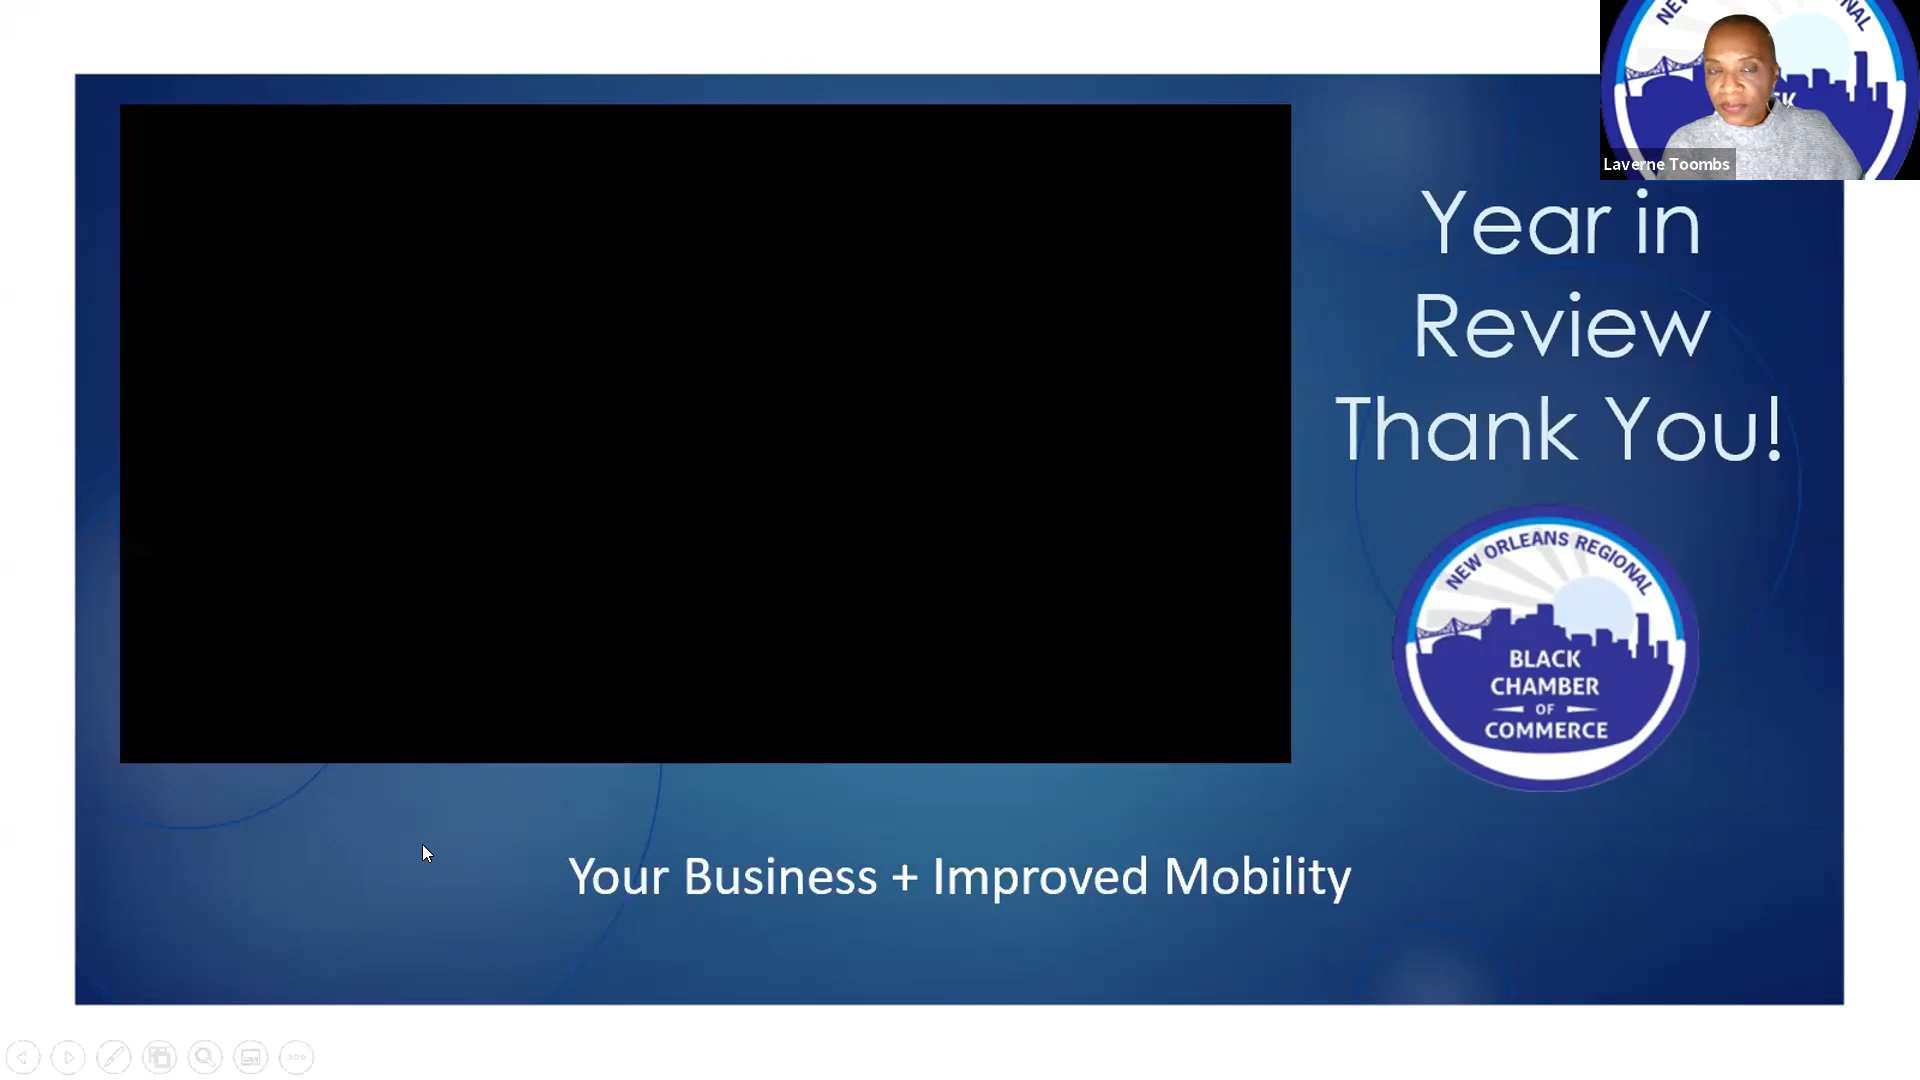 Laverne Toombs
Year in
Review
Thank You!
NEW ORLEANS REGIONAL
BLACK
CHAMBER
OF
COMMERCE
Your Business + Improved Mobility